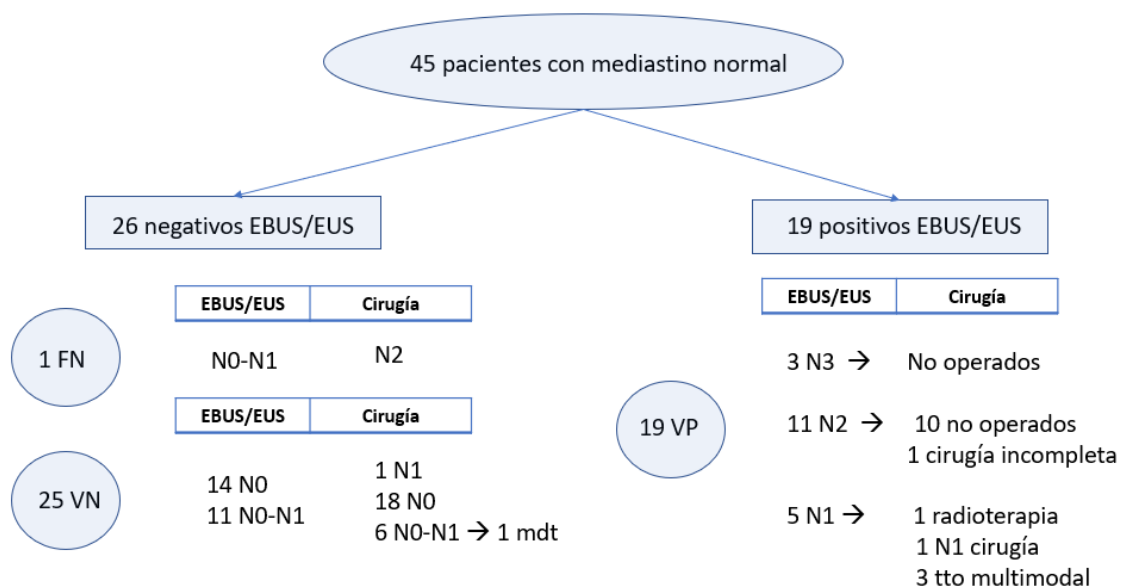 45 pacientes con mediastino normal
26 negativos EBUS/EUS
EBUS/EUS Cirugía
1 FN
N0-N1 N2
EBUS/EUS Cirugía
25 VN
14 N0 1 N1
11 N0-N1 18 N0
6 N0-N1 → 1 mdt
19 positivos EBUS/EUS
EBUS/EUS Cirugía
19 VP
3 N3 → No operados
11 N2 → 10 no operados
1 cirugía incompleta
5 N1 → 1 radioterapia
1 N1 cirugía
3 tto multimodal